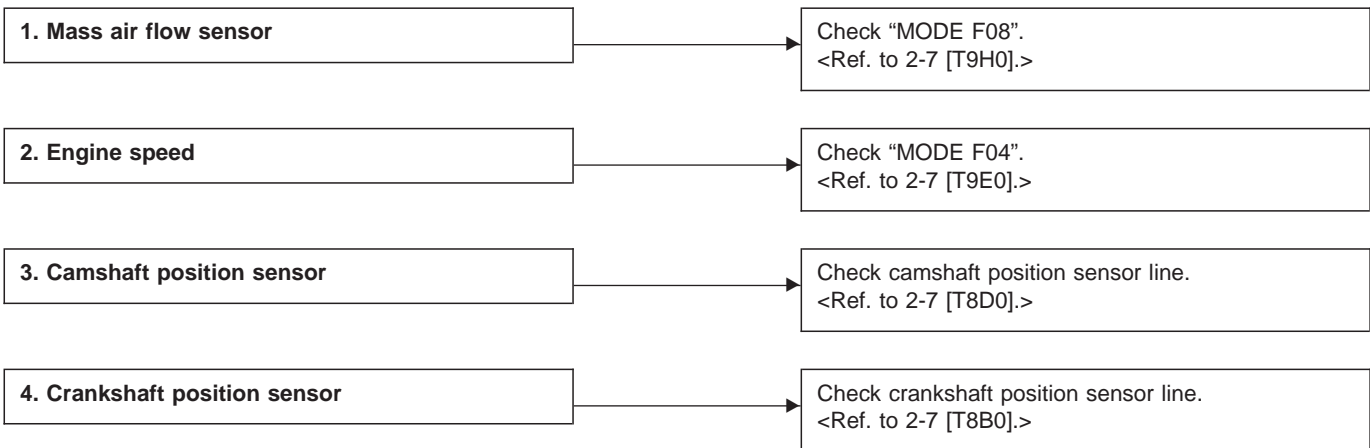 1. Mass air flow sensor
Check “MODE F08”.
<Ref. to 2-7 [T9H0].>
2. Engine speed
Check “MODE F04”.
<Ref. to 2-7 [T9E0].>
3. Camshaft position sensor
Check camshaft position sensor line.
<Ref. to 2-7 [T8D0].>
4. Crankshaft position sensor
Check crankshaft position sensor line.
<Ref. to 2-7 [T8B0].>